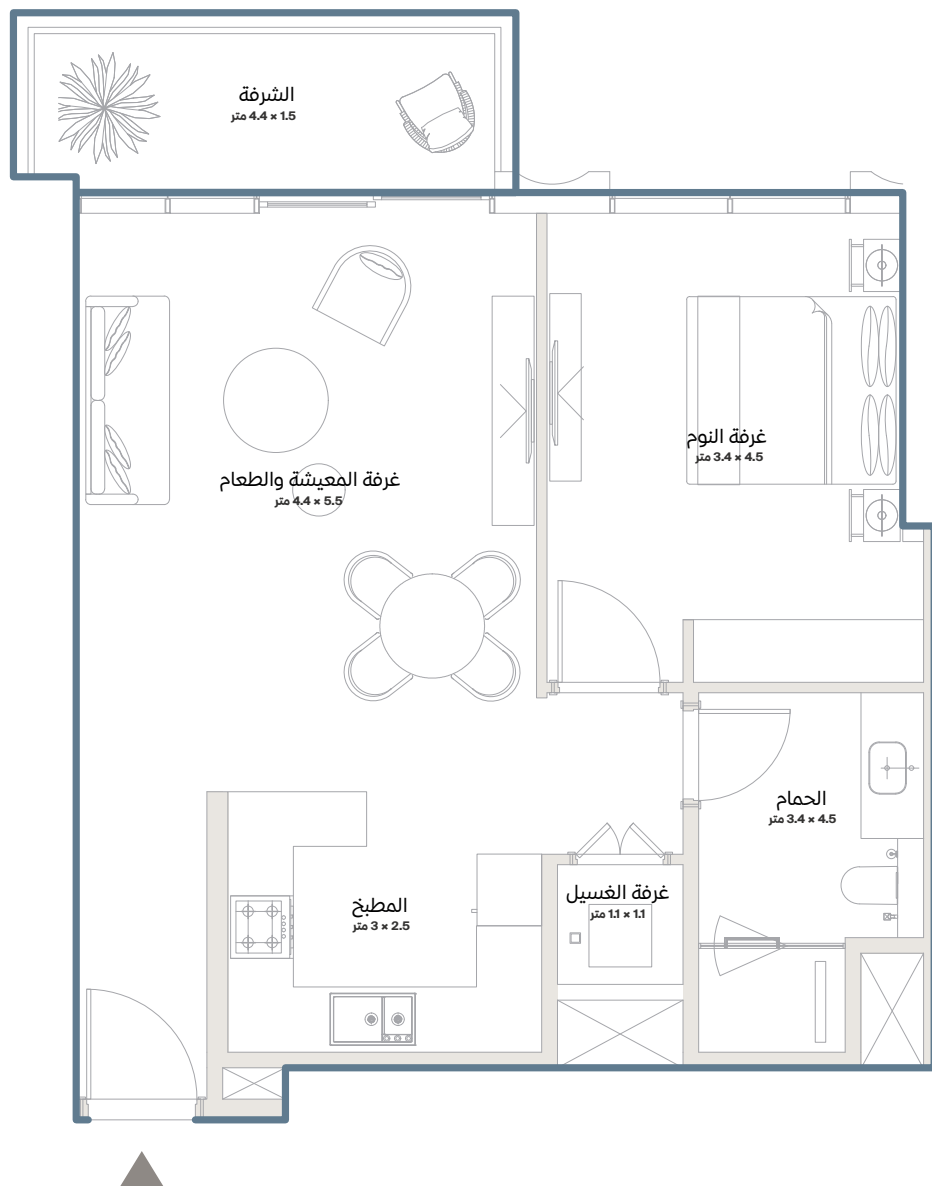 الشرفة
4.4 × 1.5 متر
غرفة النوم
3.4 × 4.5 متر
غرفة المعيشة والطعام
4.4 × 5.5 متر
الحمام
3.4 × 4.5 متر
غرفة الغسيل
1.1 × 1.1 متر
المطبخ
3 × 2.5 متر